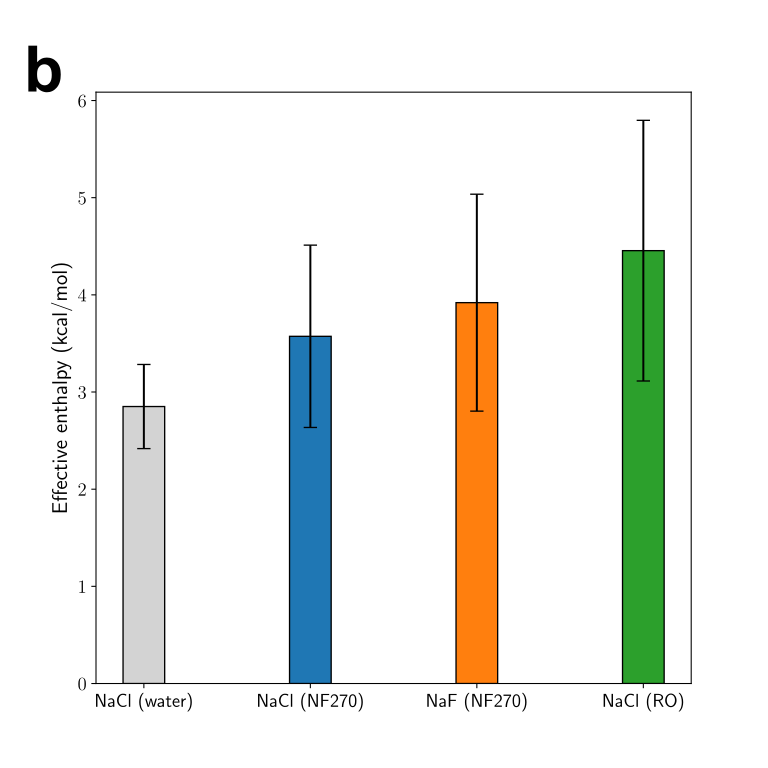 b
6
5
4
3
2
1
0
Effective enthalpy (kcal/mol)
NaCl (water) NaCl (NF270) NaF (NF270) NaCl (RO)